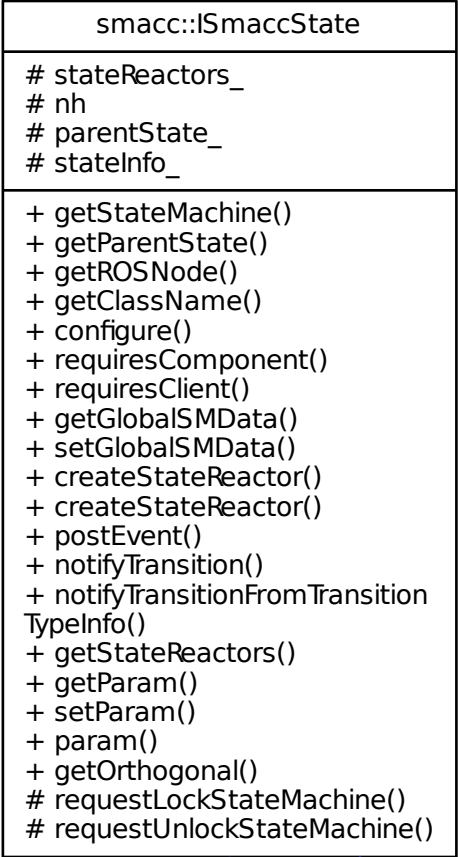 smacc::ISmaccState
# stateReactors_
# nh
# parentState_
# stateInfo_
+ getStateMachine()
+ getParentState()
+ getROSNode()
+ getClassName()
+ configure()
+ requiresComponent()
+ requiresClient()
+ getGlobalSMData()
+ setGlobalSMData()
+ createStateReactor()
+ createStateReactor()
+ postEvent()
+ notifyTransition()
+ notifyTransitionFromTransition
TypeInfo()
+ getStateReactors()
+ getParam()
+ setParam()
+ param()
+ getOrthogonal()
# requestLockStateMachine()
# requestUnlockStateMachine()